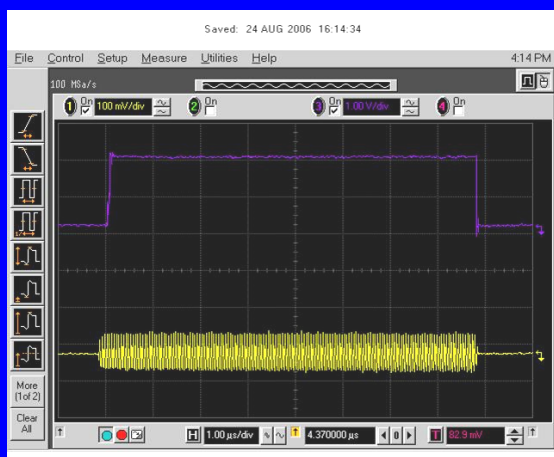 Saved: 24 AUG 2006 16:14:34
File Control Setup Measure Utilities Help 4:14 PM
100 MSa/s
1 On 100 mV/div 2 On 3 On 1.00 V/div 4 On
More
(1of 2)
Clear
All
H 1.00 µs/div 4.370000 µs 0 T 82.9 mV